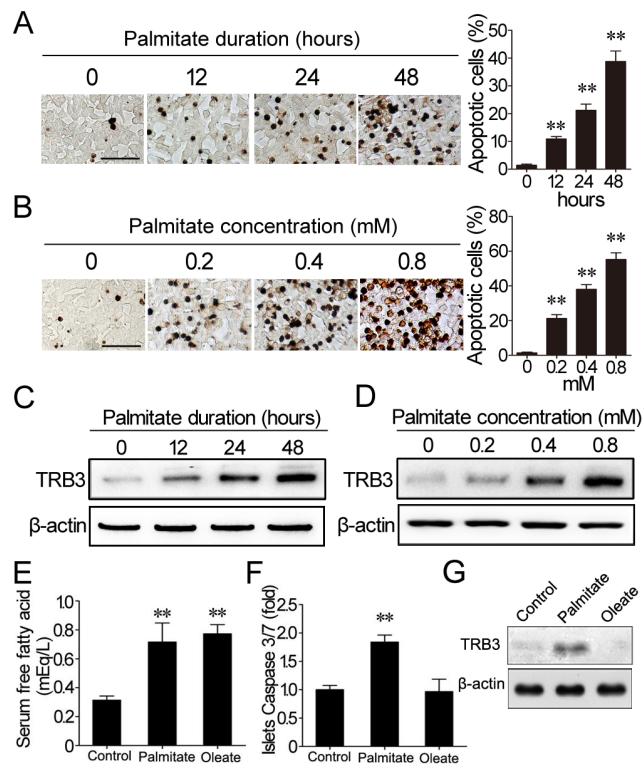 A
Palmitate duration (hours)
0 12 24 48
Apoptotic cells (%)
50
40
30
20
10
0
** ** **
0 12 24 48
hours
B
Palmitate concentration (mM)
0 0.2 0.4 0.8
Apoptotic cells (%)
80
60
40
20
0
** ** **
0 0.2 0.4 0.8
mM
C
Palmitate duration (hours)
0 12 24 48
TRB3
β-actin
D
Palmitate concentration (mM)
0 0.2 0.4 0.8
TRB3
β-actin
E
Serum free fatty acid
(mEq/L)
1.0
0.8
0.6
0.4
0.2
0
** **
Control Palmitate Oleate
F
Islets Caspase 3/7 (fold)
2.5
2.0
1.5
1.0
0.5
0
**
Control Palmitate Oleate
G
Control Palmitate Oleate
TRB3
β-actin